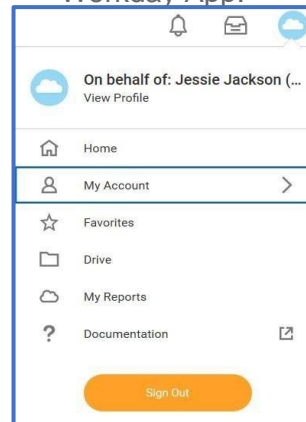 Workday App.
On behalf of: Jessie Jackson (...
View Profile
Home
My Account
Favorites
Drive
My Reports
Documentation
Sign Out